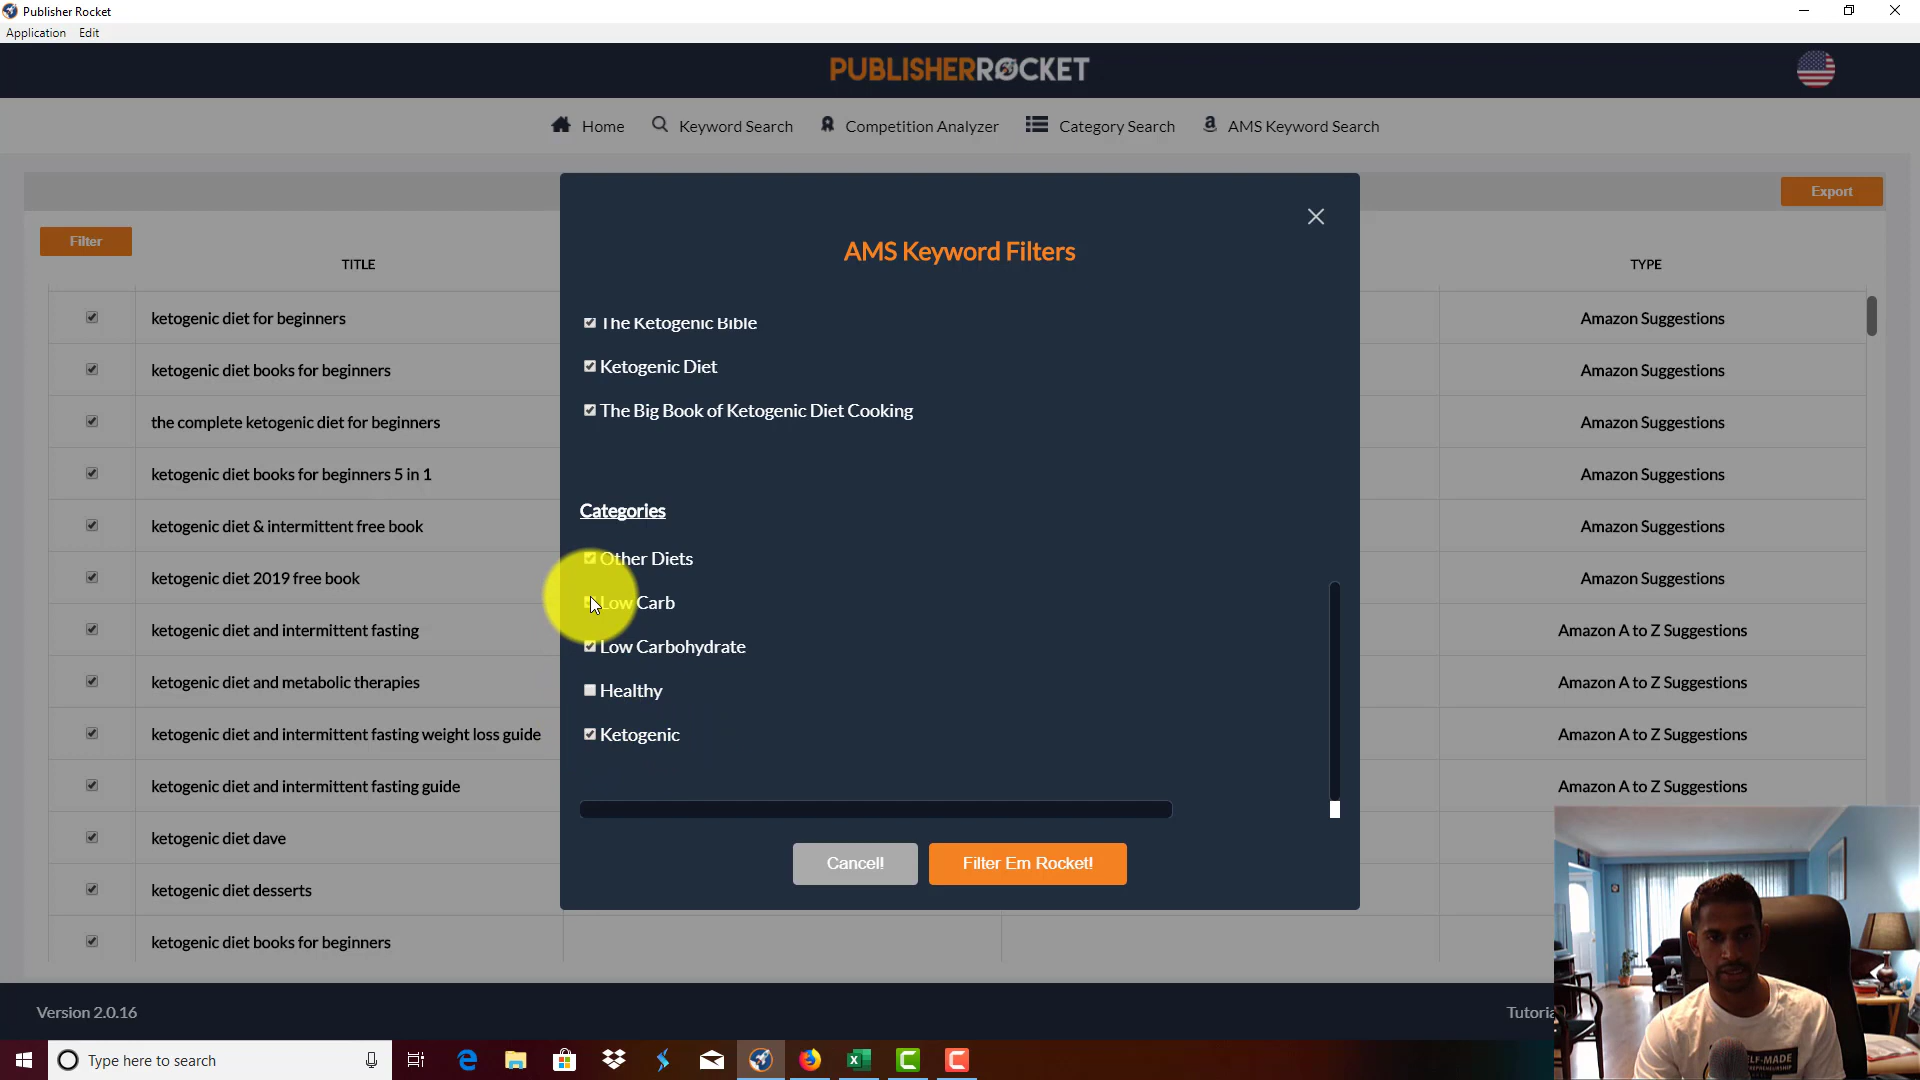 Publisher Rocket
Application Edit
PUBLISHERROCKET
Home Keyword Search Competition Analyzer Category Search AMS Keyword Search
Export
Filter
TITLE
TYPE
ketogenic diet for beginners
Amazon Suggestions
ketogenic diet books for beginners
Amazon Suggestions
the complete ketogenic diet for beginners
Amazon Suggestions
ketogenic diet books for beginners 5 in 1
Amazon Suggestions
ketogenic diet & intermittent free book
Amazon Suggestions
ketogenic diet 2019 free book
Amazon Suggestions
ketogenic diet and intermittent fasting
Amazon A to Z Suggestions
ketogenic diet and metabolic therapies
Amazon A to Z Suggestions
ketogenic diet and intermittent fasting weight loss guide
Amazon A to Z Suggestions
ketogenic diet and intermittent fasting guide
Amazon A to Z Suggestions
ketogenic diet dave
ketogenic diet desserts
ketogenic diet books for beginners
AMS Keyword Filters
The Ketogenic Bible
Ketogenic Diet
The Big Book of Ketogenic Diet Cooking
Categories
Other Diets
Low Carb
Low Carbohydrate
Healthy
Ketogenic
Cancel!
Filter Em Rocket!
Version 2.0.16
Type here to search
SELF-MADE